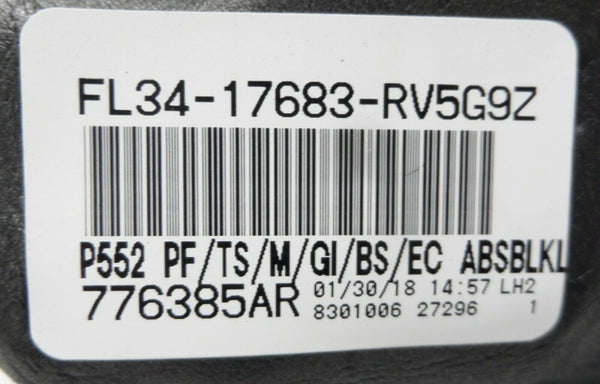 FL34-17683-RV5G9Z
P552 PF/TS/M/GI/BS/EC ABSBLKL
776385AR 01/30/18 14:57 LH2
8301006 27296 1